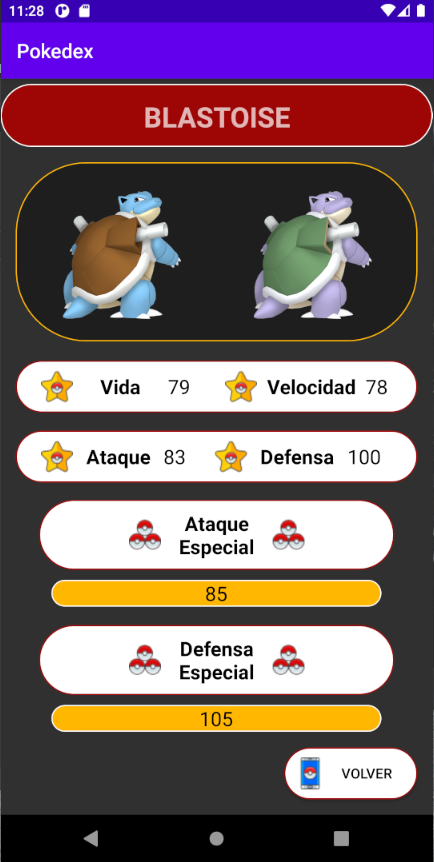 11:28
Pokedex
BLASTOISE
Vida 79 Velocidad 78
Ataque 83 Defensa 100
Ataque
Especial
85
Defensa
Especial
105
VOLVER